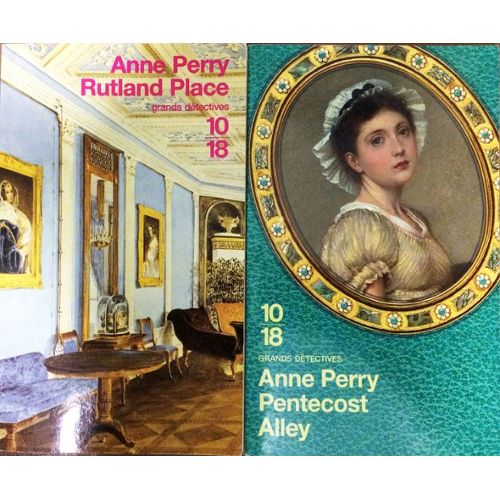 Anne Perry
Rutland Place
grands détectives
10
18
10
18
GRANDS DÉTECTIVES
Anne Perry
Pentecost
Alley